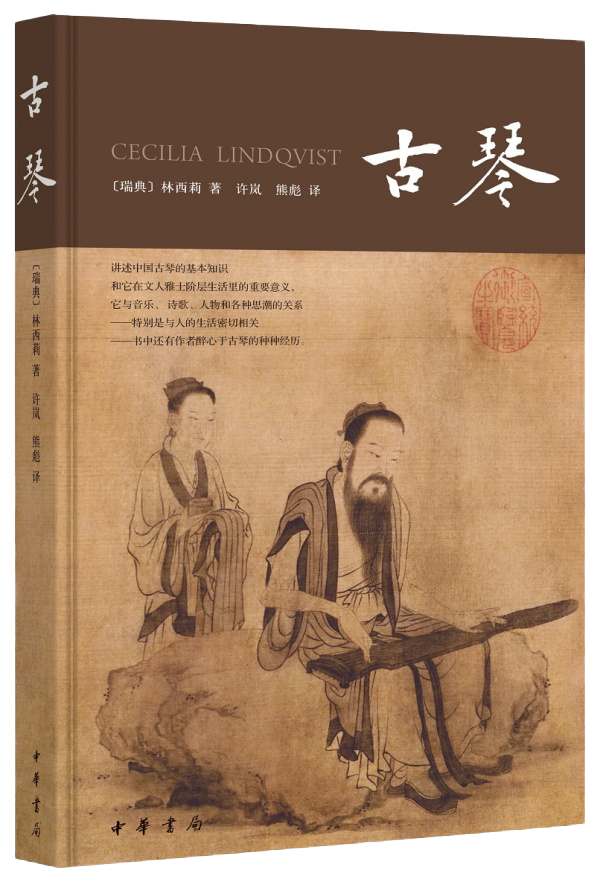 古琴
〔瑞典〕林西莉 著 许岚 熊彪 译
中华书局
CECILIA LINDQVIST
古琴
〔瑞典〕林西莉 著 许岚 熊彪 译
讲述中国古琴的基本知识
和它在文人雅士阶层生活里的重要意义，
它与音乐、诗歌、人物和各种思潮的关系
——特别是与人的生活密切相关
——书中还有作者醉心于古琴的种种经历。
中華書局